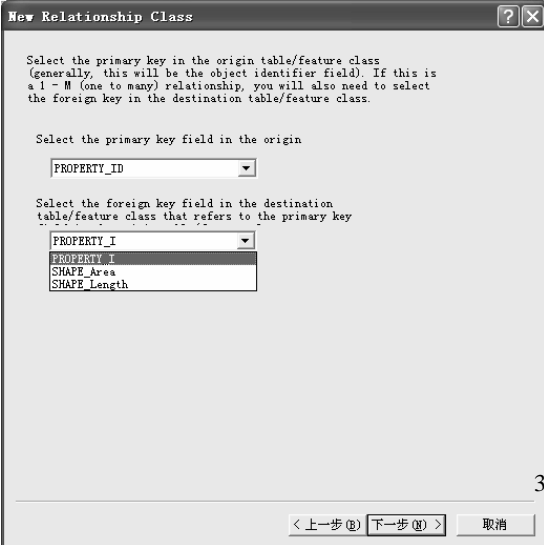 New Relationship Class
Select the primary key in the origin table/feature class
(generally, this will be the object identifier field). If this is
a 1 - M (one to many) relationship, you will also need to select
the foreign key in the destination table/feature class.
Select the primary key field in the origin
PROPERTY_ID
Select the foreign key field in the destination
table/feature class that refers to the primary key
PROPERTY_I
PROPERTY_I
SHAPE_Area
SHAPE_Length
3
< 上一步(B) 下一步(N) > 取消